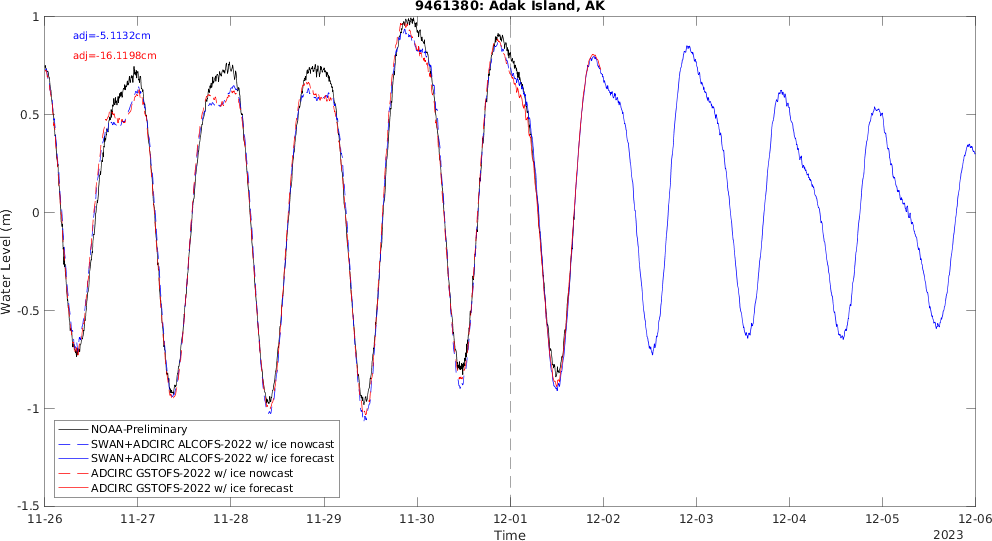 9461380: Adak Island, AK
adj=-5.1132cm
adj=-16.1198cm
1
0.5
0
-0.5
-1
-1.5
Water Level (m)
NOAA-Preliminary
SWAN+ADCIRC ALCOFS-2022 w/ ice nowcast
SWAN+ADCIRC ALCOFS-2022 w/ ice forecast
ADCIRC GSTOFS-2022 w/ ice nowcast
ADCIRC GSTOFS-2022 w/ ice forecast
11-26 11-27 11-28 11-29 11-30 12-01 12-02 12-03 12-04 12-05 12-06
Time
2023